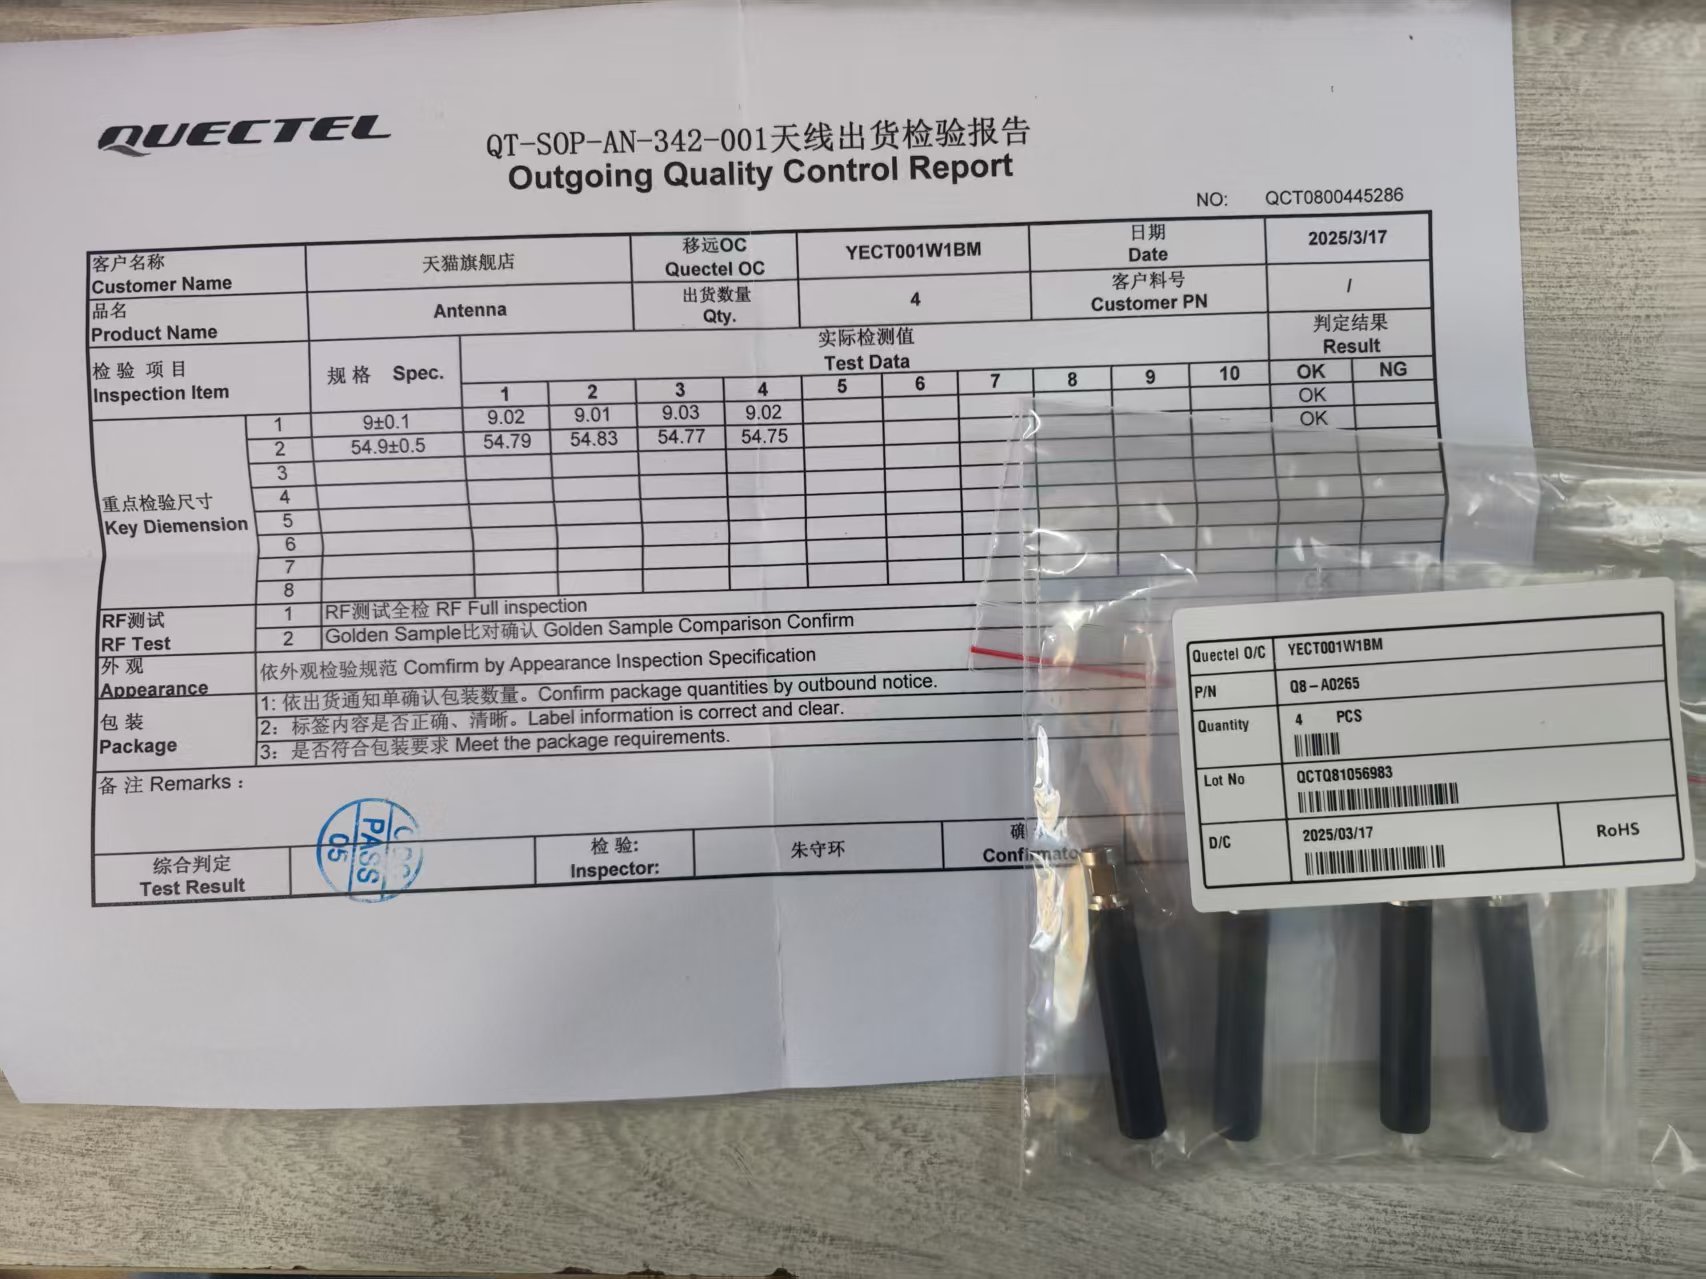 QUECTEL
QT-SOP-AN-342-001天线出货检验报告
Outgoing Quality Control Report
NO: QCT0800445286
客户名称 Customer Name 天猫旗舰店 移远OC Quectel OC YECT001W1BM 日期 Date 2025/3/17
品名 Product Name Antenna 出货数量 Qty. 4 客户料号 Customer PN /
检验 项目 Inspection Item 规格 Spec. 实际检测值 Test Data 判定结果 Result
1 2 3 4 5 6 7 8 9 10 OK NG
重点检验尺寸 Key Diemension
1 9±0.1 9.02 9.01 9.03 9.02 OK
2 54.9±0.5 54.79 54.83 54.77 54.75 OK
3
4
5
6
7
8
RF测试 RF Test
1 RF测试全检 RF Full inspection
2 Golden Sample比对确认 Golden Sample Comparison Confirm
外观 Appearance 依外观检验规范 Comfirm by Appearance Inspection Specification
包装 Package
1: 依出货通知单确认包装数量。Confirm package quantities by outbound notice.
2: 标签内容是否正确、清晰。Label information is correct and clear.
3: 是否符合包装要求 Meet the package requirements.
备注 Remarks :
综合判定 Test Result PASS 05 检验: Inspector: 朱守环
Quectel O/C YECT001W1BM
P/N Q8-A0265
Quantity 4 PCS
Lot No QCTQ81056983
D/C 2025/03/17 RoHS